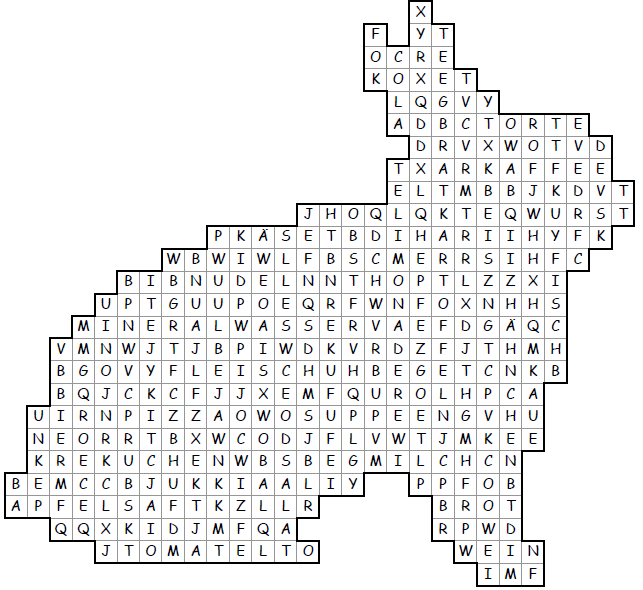 X
F Y T
O C R E
K O X E T
L Q G V Y
A D B C T O R T E
D R V X W O T V D
T X A R K A F F E E
E L T M B B J K D V T
J H O Q L Q K T E Q W U R S T
P K Ä S E T B D I H A R I I H Y F K
W B W I W L F B S C M E R R S I H F C
B I B N U D E L N N T H O P T L Z Z X I
U P T G U U P O E Q R F W N F O X N H H S
M I N E R A L W A S S E R V A E F D G Ä Q C
V M N W J T J B P I W D K V R D Z F J T H M H
B G O V Y F L E I S C H U H B E G E T C N K B
B Q J C K C F J J X E M F Q U R O L H P C A
U I R N P I Z Z A O W O S U P P E E N G V H U
N E O R R T B X W C O D J F L V W T J M K E E
K R E K U C H E N W B S B E G M I L C H C N
B E M C C B J U K K I A A L I Y P P F O B
A P F E L S A F T K Z L L R B R O T
Q Q X K I D J M F Q A R P W D
J T O M A T E L T O W E I N
I M F